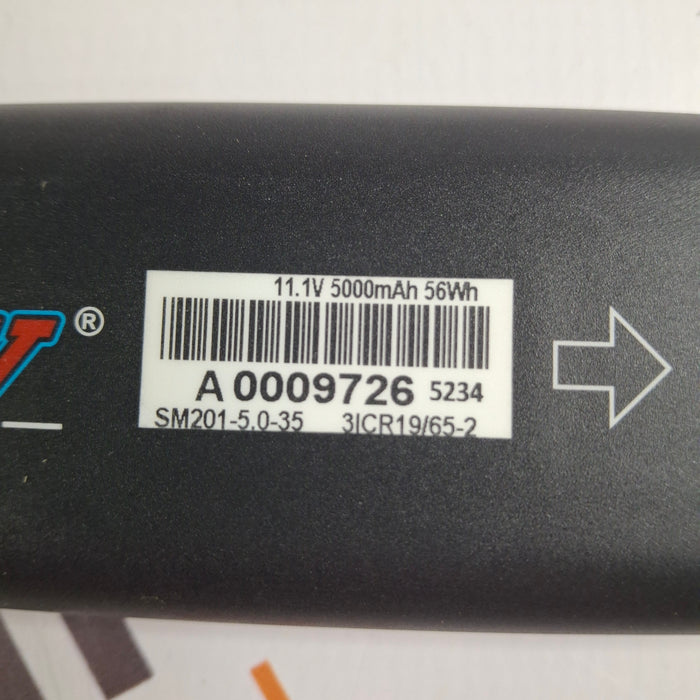 11.1V 5000mAh 56Wh
®
A 0009726 5234
SM201-5.0-35 3ICR19/65-2